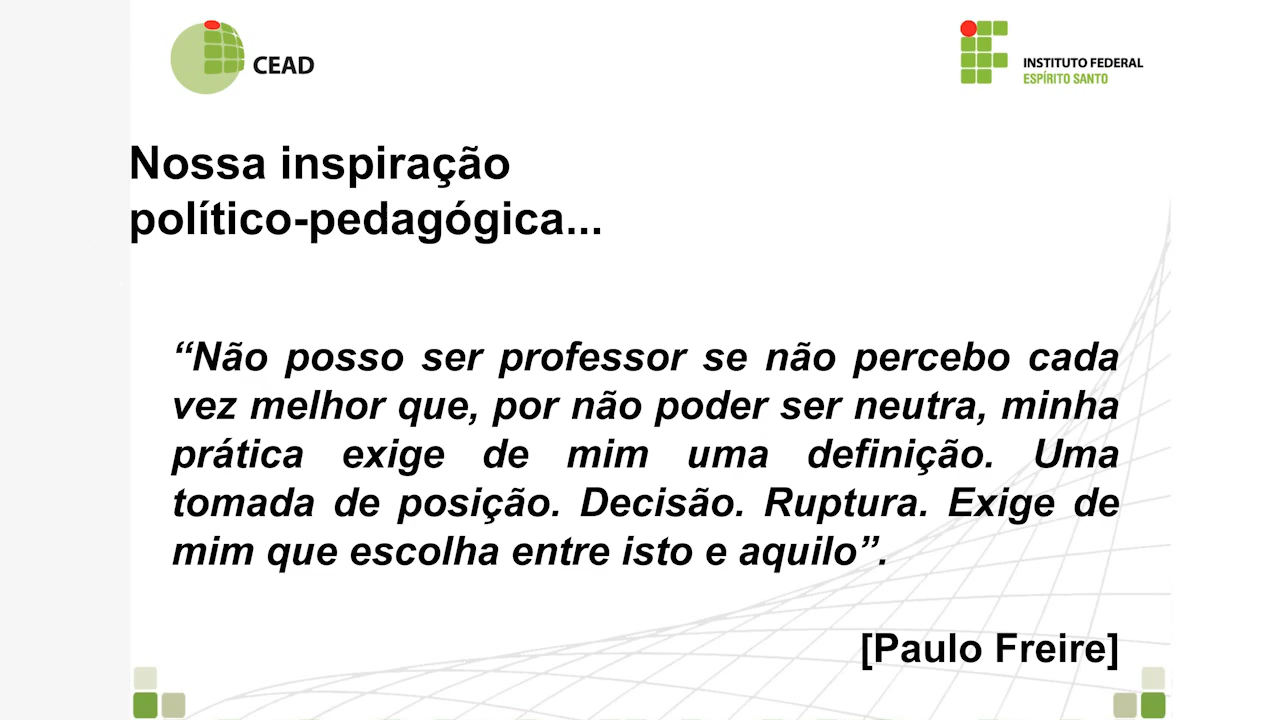 CEAD
INSTITUTO FEDERAL
ESPÍRITO SANTO
Nossa inspiração
político-pedagógica...
“Não posso ser professor se não percebo cada
vez melhor que, por não poder ser neutra, minha
prática exige de mim uma definição. Uma
tomada de posição. Decisão. Ruptura. Exige de
mim que escolha entre isto e aquilo”.
[Paulo Freire]